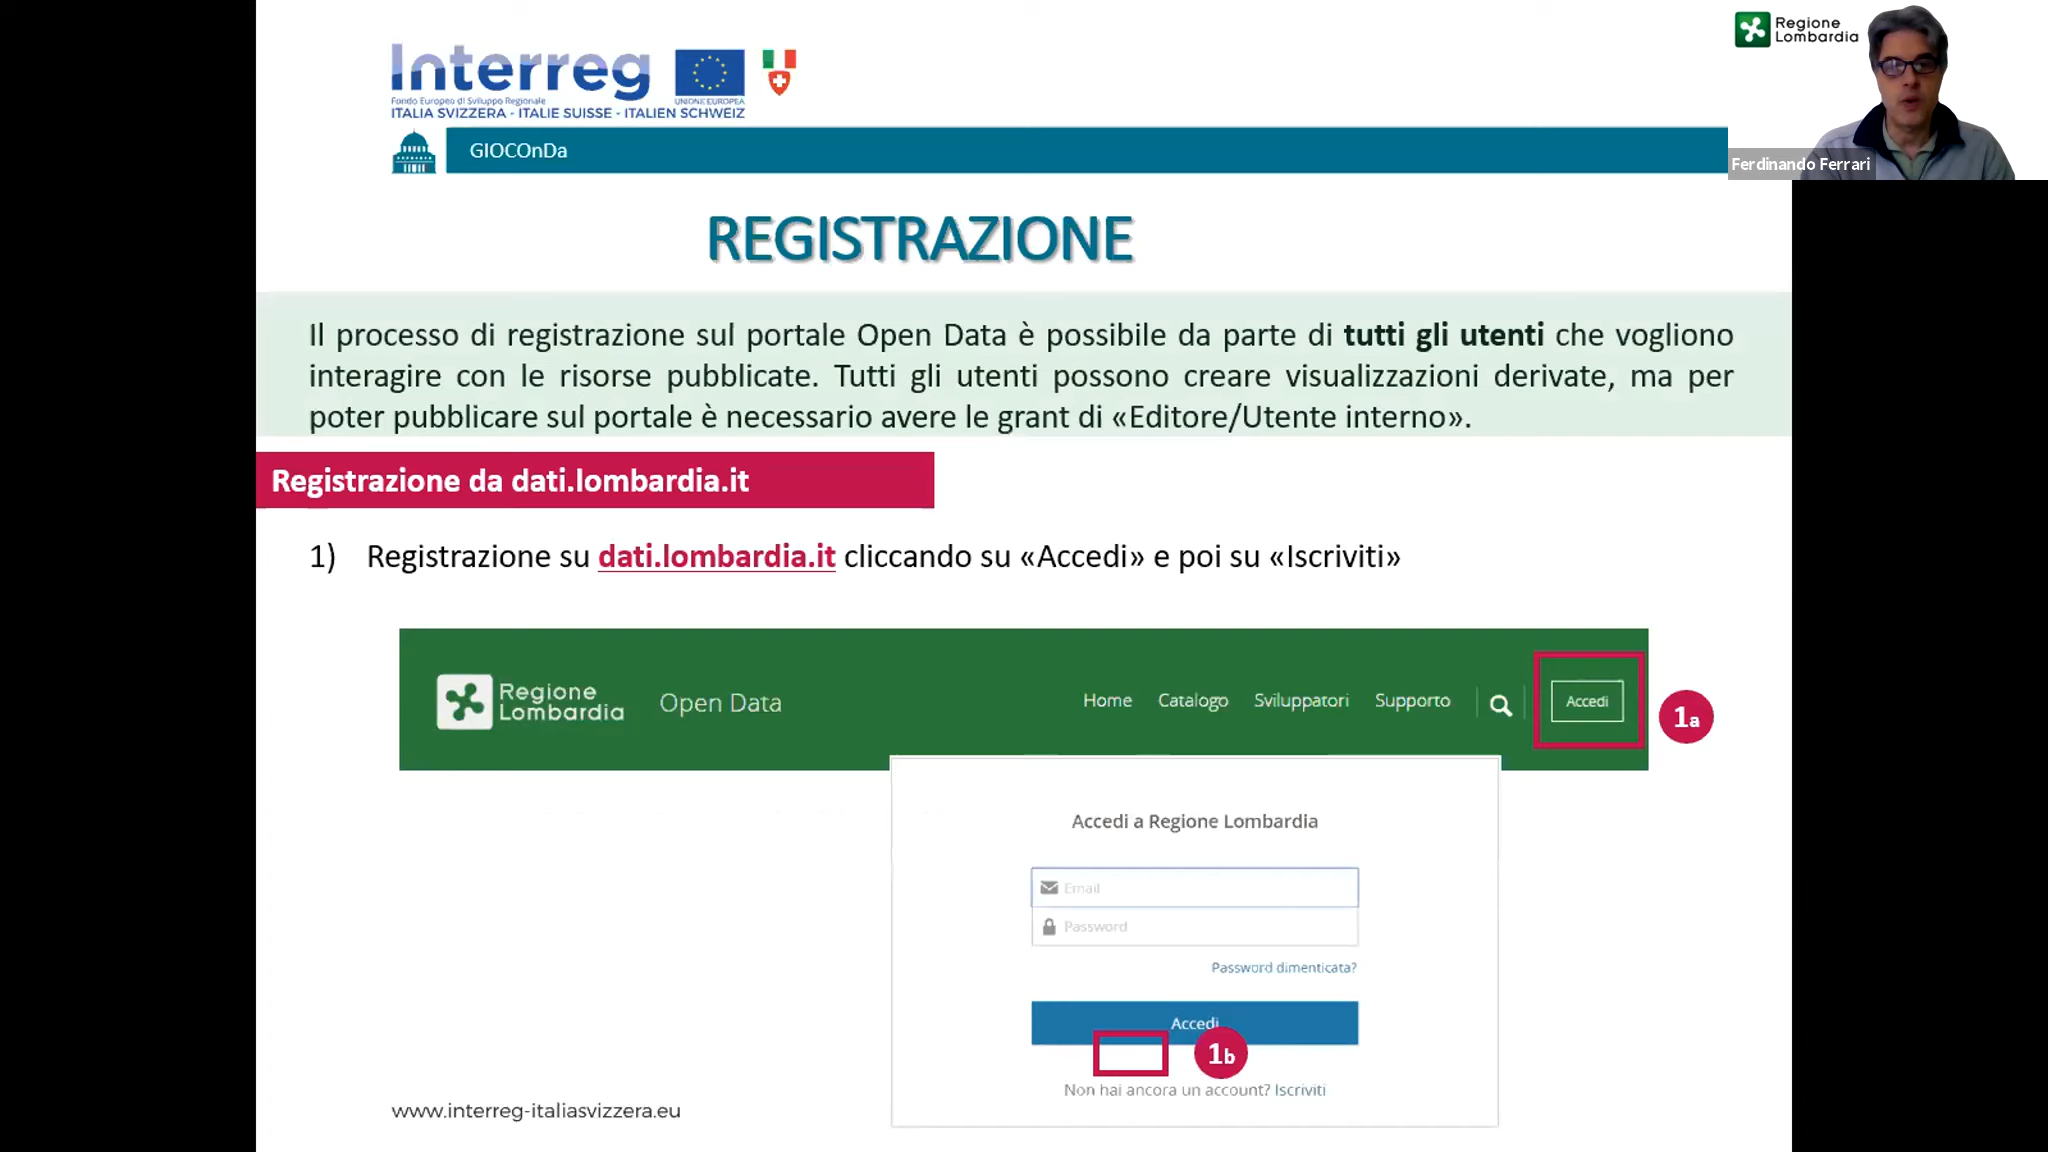 Interreg
Fondo Europeo di Sviluppo Regionale
UNIONE EUROPEA
ITALIA SVIZZERA - ITALIE SUISSE - ITALIEN SCHWEIZ
Regione
Lombardia
GIOCOnDa
Ferdinando Ferrari
REGISTRAZIONE
Il processo di registrazione sul portale Open Data è possibile da parte di tutti gli utenti che vogliono
interagire con le risorse pubblicate. Tutti gli utenti possono creare visualizzazioni derivate, ma per
poter pubblicare sul portale è necessario avere le grant di «Editore/Utente interno».
Registrazione da dati.lombardia.it
1) Registrazione su dati.lombardia.it cliccando su «Accedi» e poi su «Iscriviti»
Regione
Lombardia
Open Data
Home Catalogo Sviluppatori Supporto
Accedi
1a
Accedi a Regione Lombardia
Email
Password
Password dimenticata?
Accedi
1b
Non hai ancora un account? Iscriviti
www.interreg-italiasvizzera.eu